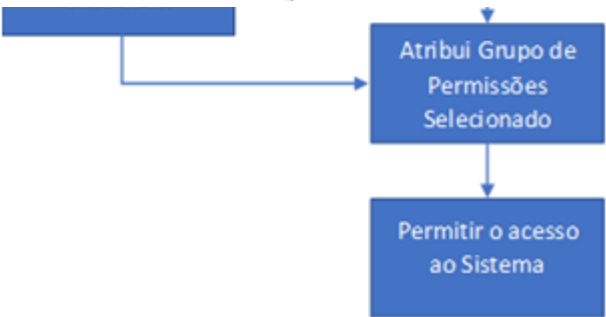 Atribui Grupo de
Permissões
Selecionado
Permitir o acesso
ao Sistema